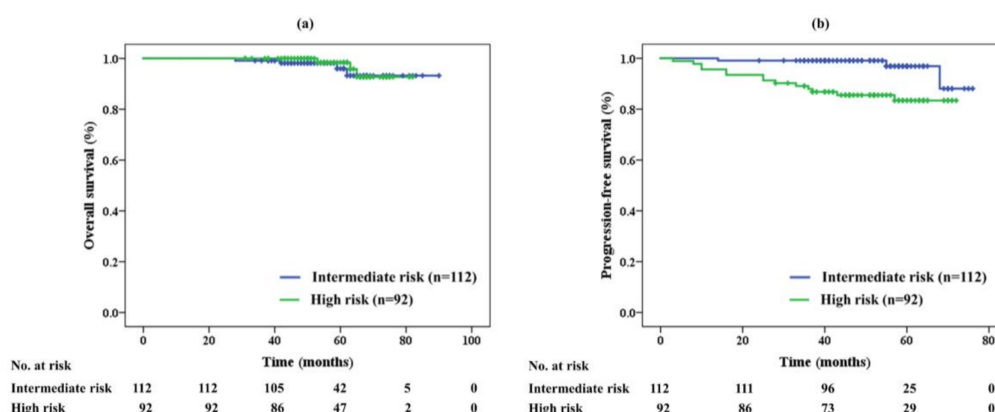 (a)
Overall survival (%)
1.0
0.8
0.6
0.4
0.2
0.0
Intermediate risk (n=112)
High risk (n=92)
0 20 40 60 80 100
Time (months)
No. at risk
Intermediate risk 112 112 105 42 5 0
High risk 92 92 86 47 2 0
(b)
Progression-free survival (%)
1.0
0.8
0.6
0.4
0.2
0.0
Intermediate risk (n=112)
High risk (n=92)
0 20 40 60 80
Time (months)
No. at risk
Intermediate risk 112 111 96 25 0
High risk 92 86 73 29 0